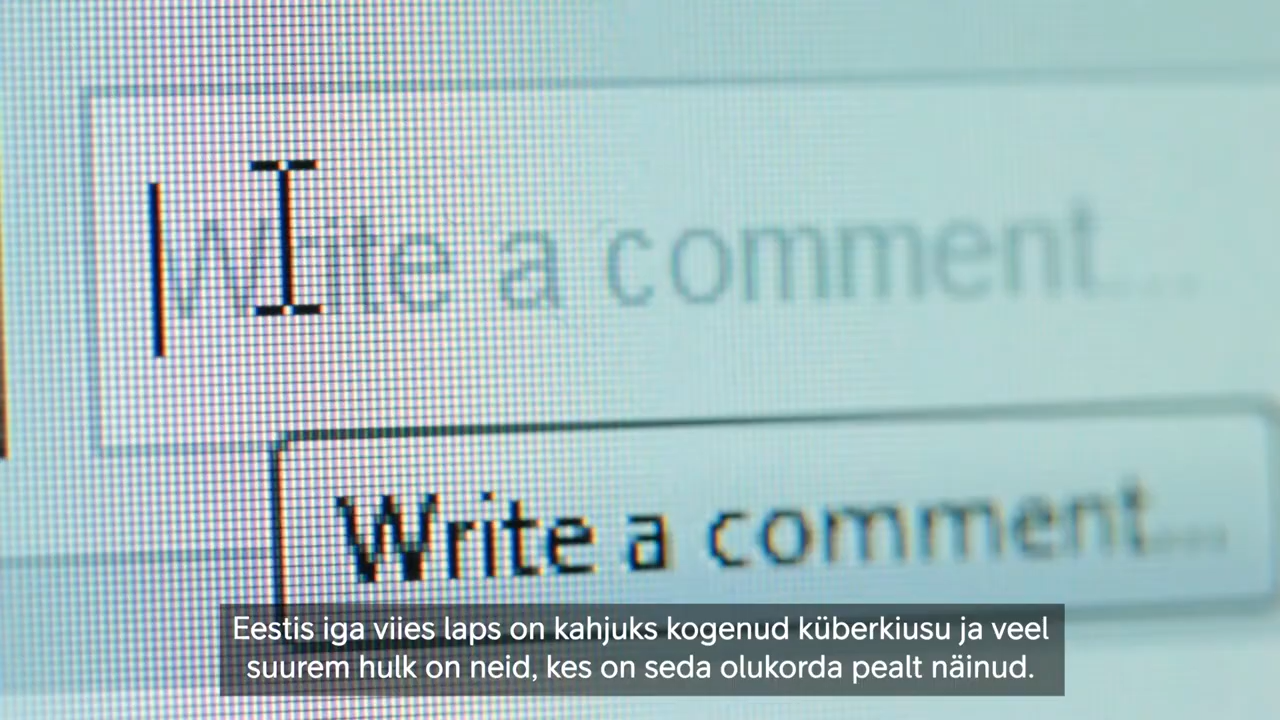 Write a comment...
Write a comment...
Eestis iga viies laps on kahjuks kogenud küberkiusu ja veel
suurem hulk on neid, kes on seda olukorda pealt näinud.